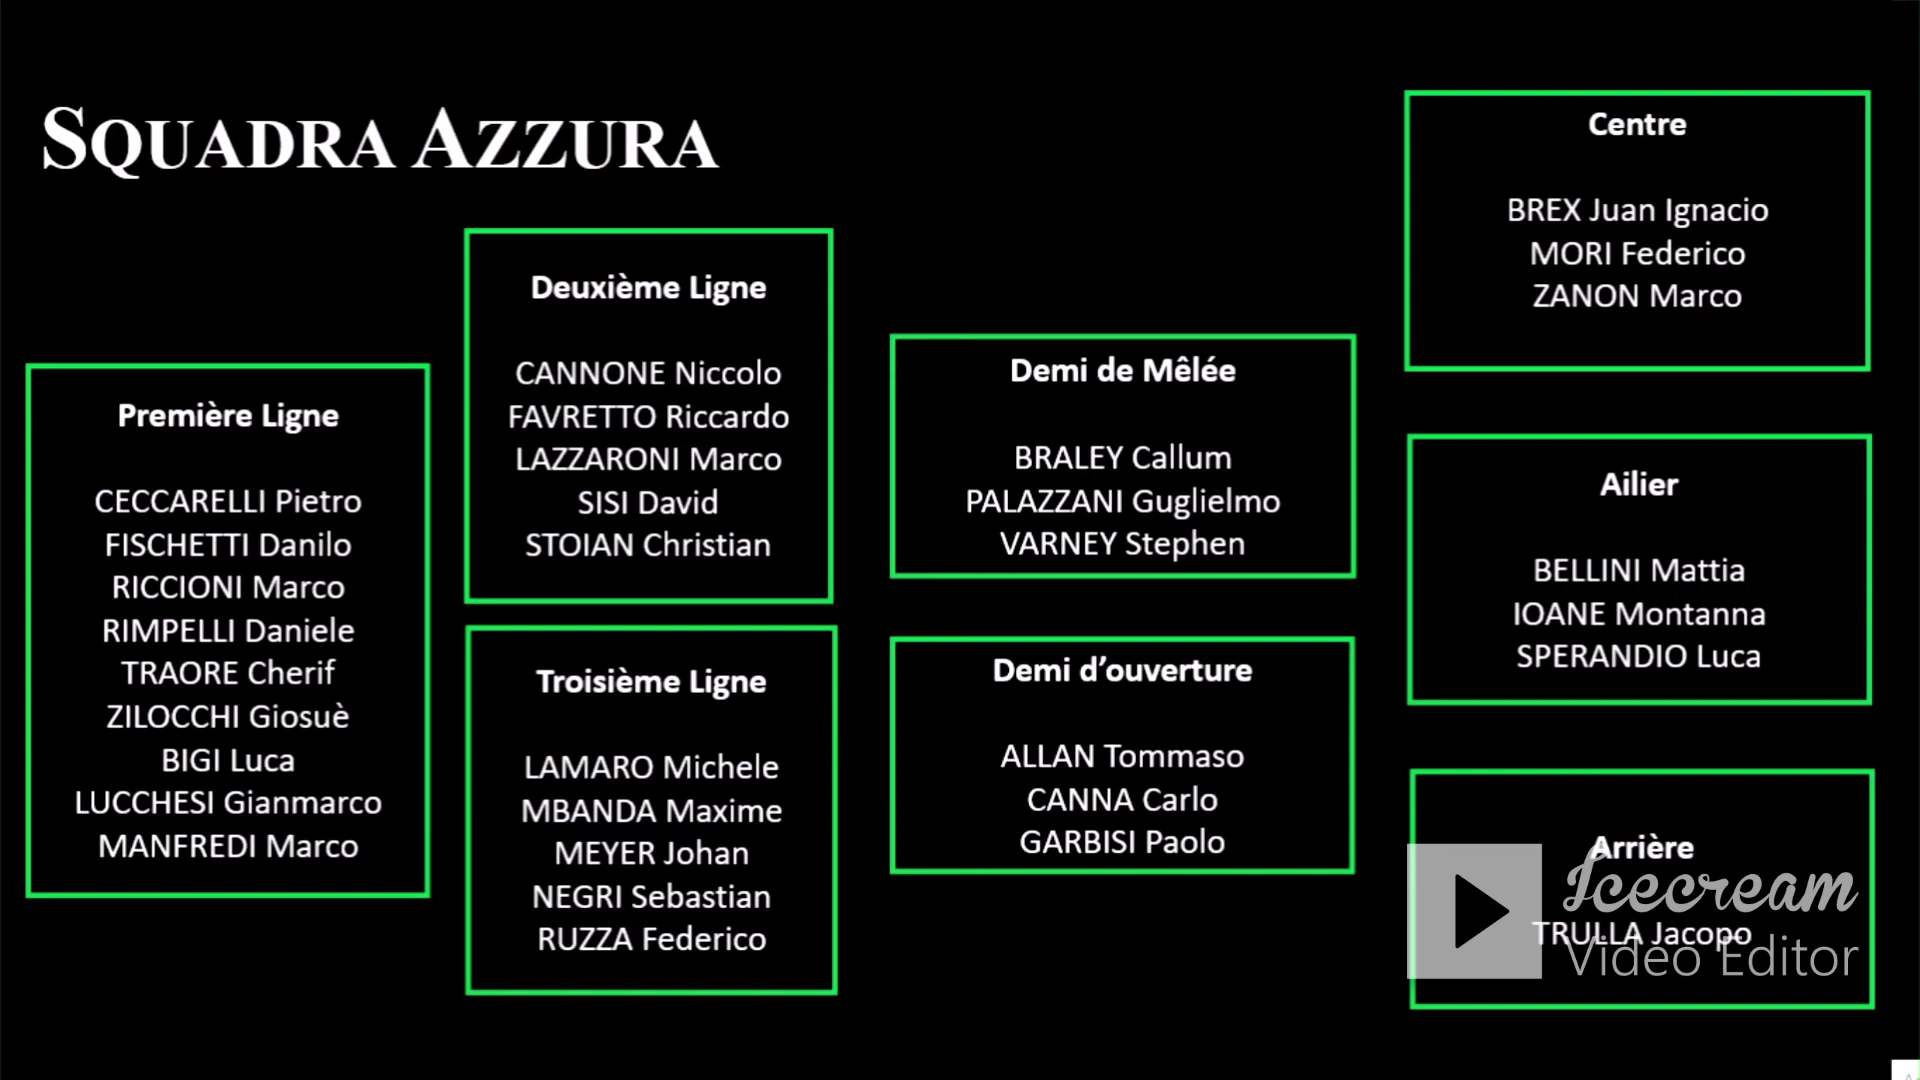 SQUADRA AZZURA
Première Ligne
CECCARELLI Pietro
FISCHETTI Danilo
RICCIONI Marco
RIMPELLI Daniele
TRAORE Cherif
ZILOCCHI Giosuè
BIGI Luca
LUCCHESI Gianmarco
MANFREDI Marco
Deuxième Ligne
CANNONE Niccolo
FAVRETTO Riccardo
LAZZARONI Marco
SISI David
STOIAN Christian
Troisième Ligne
LAMARO Michele
MBANDA Maxime
MEYER Johan
NEGRI Sebastian
RUZZA Federico
Demi de Mêlée
BRALEY Callum
PALAZZANI Guglielmo
VARNEY Stephen
Demi d’ouverture
ALLAN Tommaso
CANNA Carlo
GARBISI Paolo
Centre
BREX Juan Ignacio
MORI Federico
ZANON Marco
Ailier
BELLINI Mattia
IOANE Montanna
SPERANDIO Luca
Arrière
TRULLA Jacopo
Icecream
Video Editor